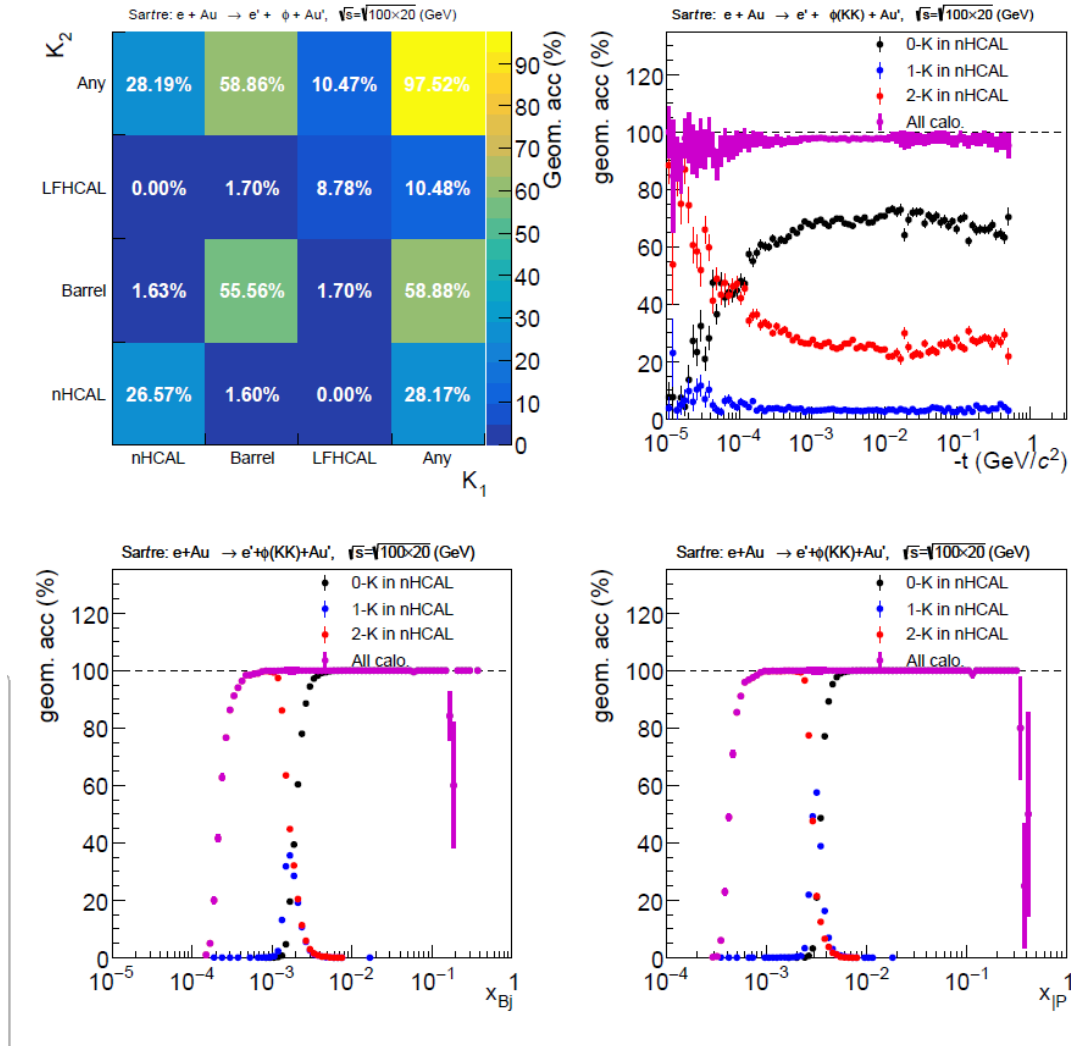 Sartre: e + Au → e' + ϕ + Au', √s=√100×20 (GeV)
K2
Any
LFHCAL
Barrel
nHCAL
28.19% 58.86% 10.47% 97.52%
0.00% 1.70% 8.78% 10.48%
1.63% 55.56% 1.70% 58.88%
26.57% 1.60% 0.00% 28.17%
nHCAL Barrel LFHCAL Any
K1
90
80
70
60
50
40
30
20
10
0
Geom. acc (%)
Sartre: e + Au → e' + ϕ(KK) + Au', √s=√100×20 (GeV)
geom. acc (%)
0-K in nHCAL
1-K in nHCAL
2-K in nHCAL
All calo.
120
100
80
60
40
20
0
10−5 10−4 10−3 10−2 10−1 1
-t (GeV/c2)
Sartre: e+Au → e'+ϕ(KK)+Au', √s=√100×20 (GeV)
geom. acc (%)
0-K in nHCAL
1-K in nHCAL
2-K in nHCAL
All calo.
120
100
80
60
40
20
0
10−5 10−4 10−3 10−2 10−1 1
xBj
Sartre: e+Au → e'+ϕ(KK)+Au', √s=√100×20 (GeV)
geom. acc (%)
0-K in nHCAL
1-K in nHCAL
2-K in nHCAL
All calo.
120
100
80
60
40
20
0
10−4 10−3 10−2 10−1 1
x|P